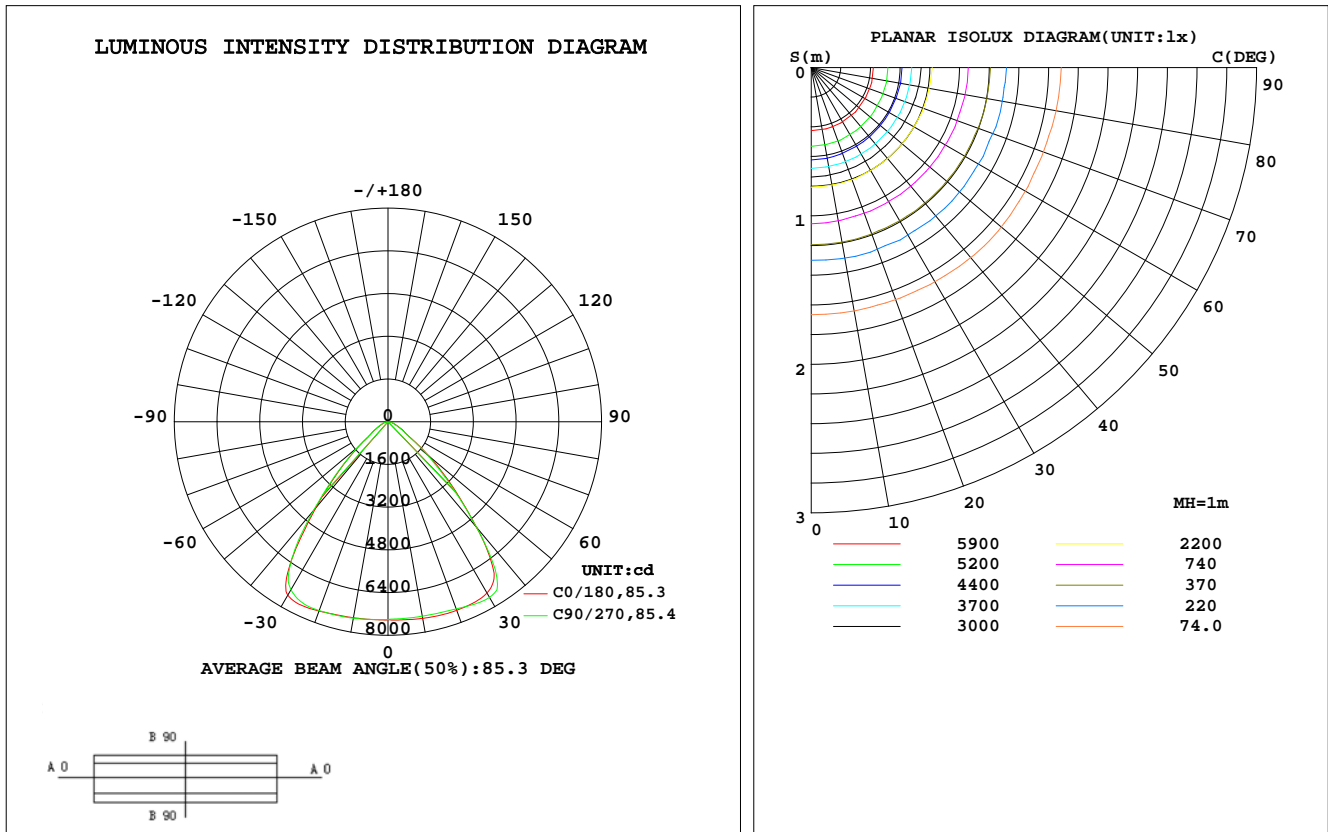 LUMINOUS INTENSITY DISTRIBUTION DIAGRAM
-/+180
-150 150
-120 120
-90 90
-60 60
-30 30
0
0
1600
3200
4800
6400
8000
UNIT:cd
C0/180,85.3
C90/270,85.4
AVERAGE BEAM ANGLE(50%):85.3 DEG
B 90
A 0 A 0
B 90
PLANAR ISOLUX DIAGRAM(UNIT:lx)
S(m) C(DEG)
0 90
80
1 70
60
2 50
40
30
20
3 0 10
MH=1m
5900 2200
5200 740
4400 370
3700 220
3000 74.0